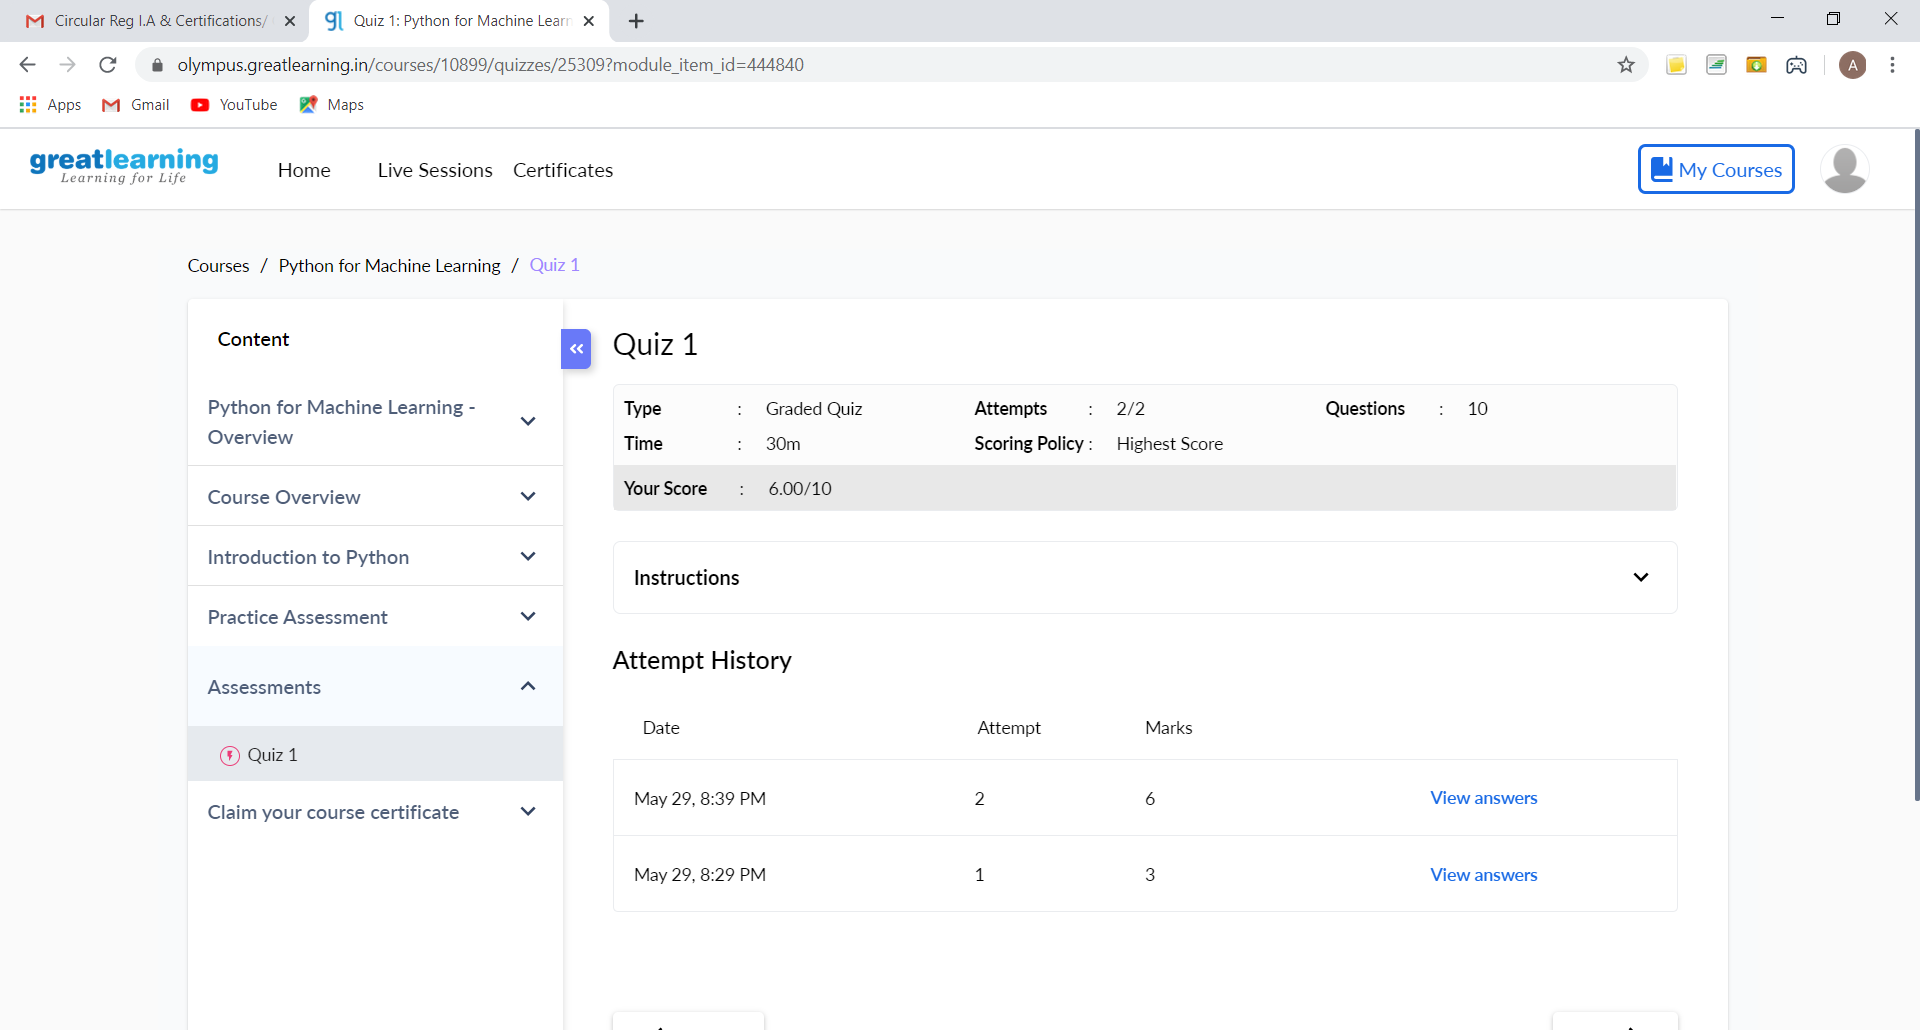 Circular Reg I.A & Certifications/
Quiz 1: Python for Machine Learn
olympus.greatlearning.in/courses/10899/quizzes/25309?module_item_id=444840
A
Apps
Gmail
YouTube
Maps
greatlearning
Learning for Life
Home
Live Sessions
Certificates
My Courses
Courses / Python for Machine Learning / Quiz 1
Content
Python for Machine Learning -
Overview
Course Overview
Introduction to Python
Practice Assessment
Assessments
Quiz 1
Claim your course certificate
Quiz 1
Type : Graded Quiz Attempts : 2/2 Questions : 10
Time : 30m Scoring Policy : Highest Score
Your Score : 6.00/10
Instructions
Attempt History
Date Attempt Marks
May 29, 8:39 PM 2 6 View answers
May 29, 8:29 PM 1 3 View answers